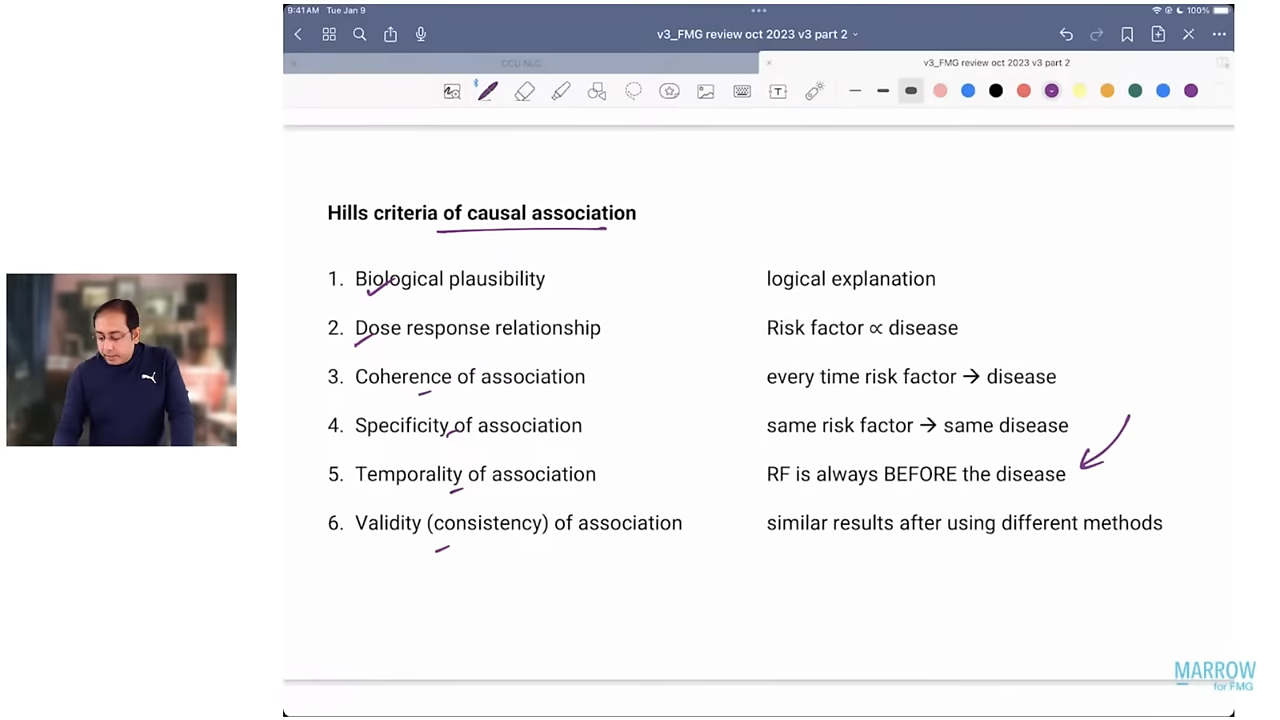 9:41 AM Tue Jan 9
100%
v3_FMG review oct 2023 v3 part 2
CCU NLC
v3_FMG review oct 2023 v3 part 2
Hills criteria of causal association
1. Biological plausibility logical explanation
2. Dose response relationship Risk factor ∝ disease
3. Coherence of association every time risk factor → disease
4. Specificity of association same risk factor → same disease
5. Temporality of association RF is always BEFORE the disease
6. Validity (consistency) of association similar results after using different methods
MARROW
for FMG